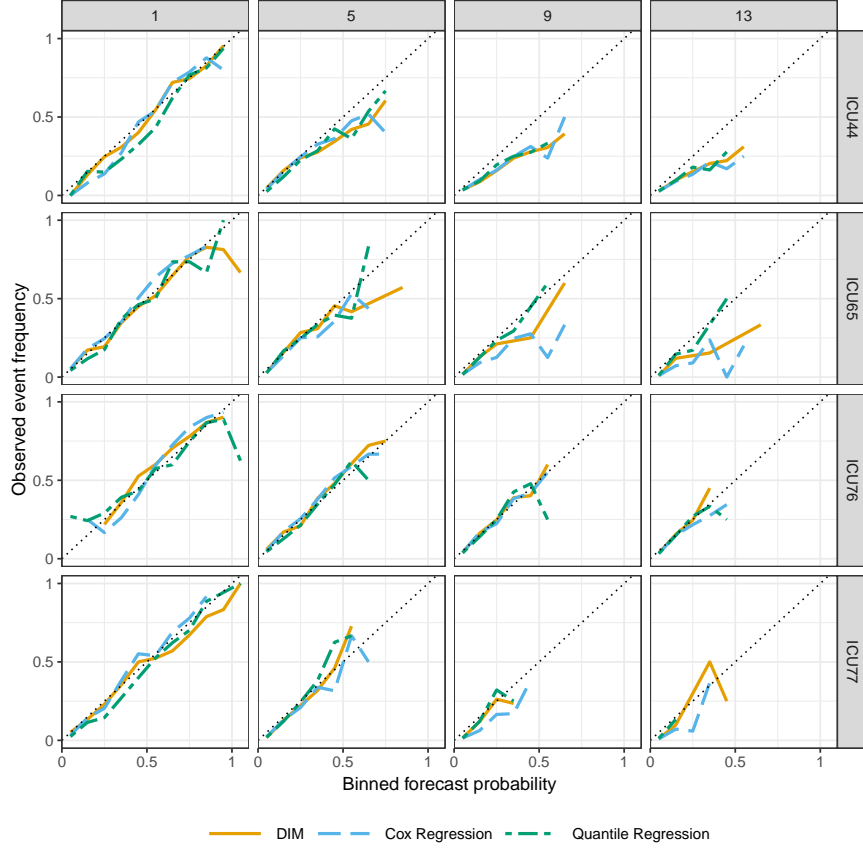 1 5 9 13
1
0.5
0
ICU44
1
0.5
0
ICU65
1
0.5
0
ICU76
1
0.5
0
ICU77
Observed event frequency
0 0.5 1 0 0.5 1 0 0.5 1 0 0.5 1
Binned forecast probability
DIM Cox Regression Quantile Regression